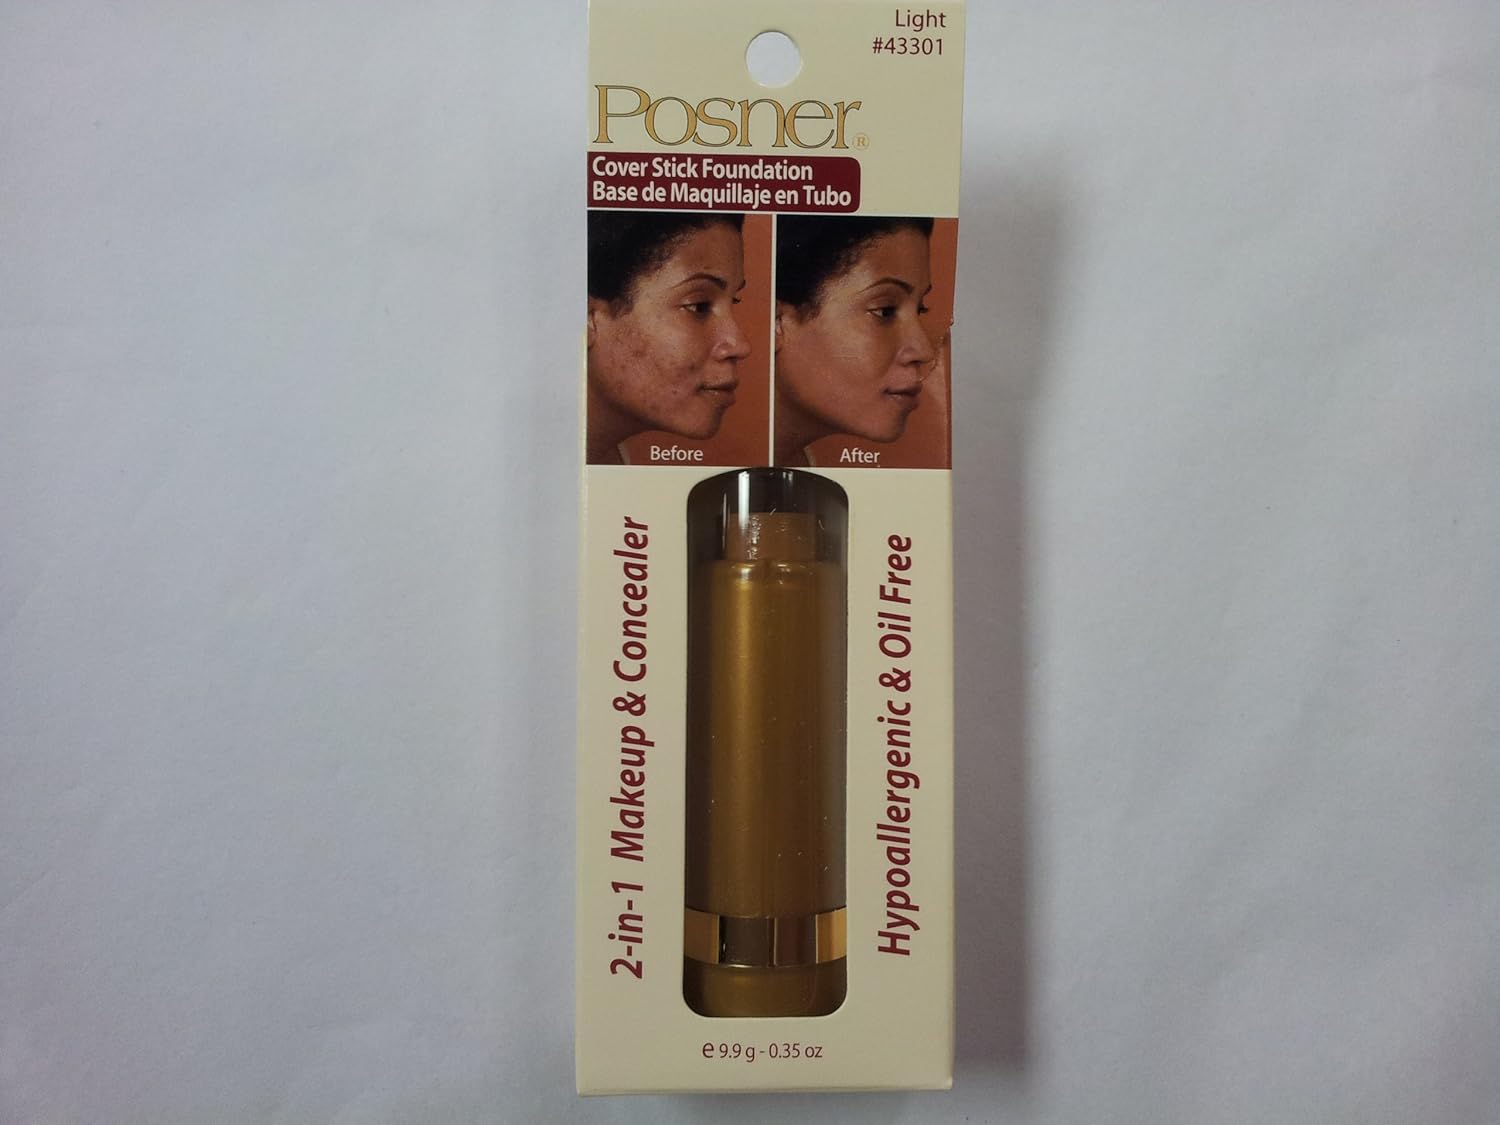 Light
#43301
Posner®
Cover Stick Foundation
Base de Maquillaje en Tubo
Before
After
2-in-1 Makeup & Concealer
Hypoallergenic & Oil Free
e 9.9 g - 0.35 oz